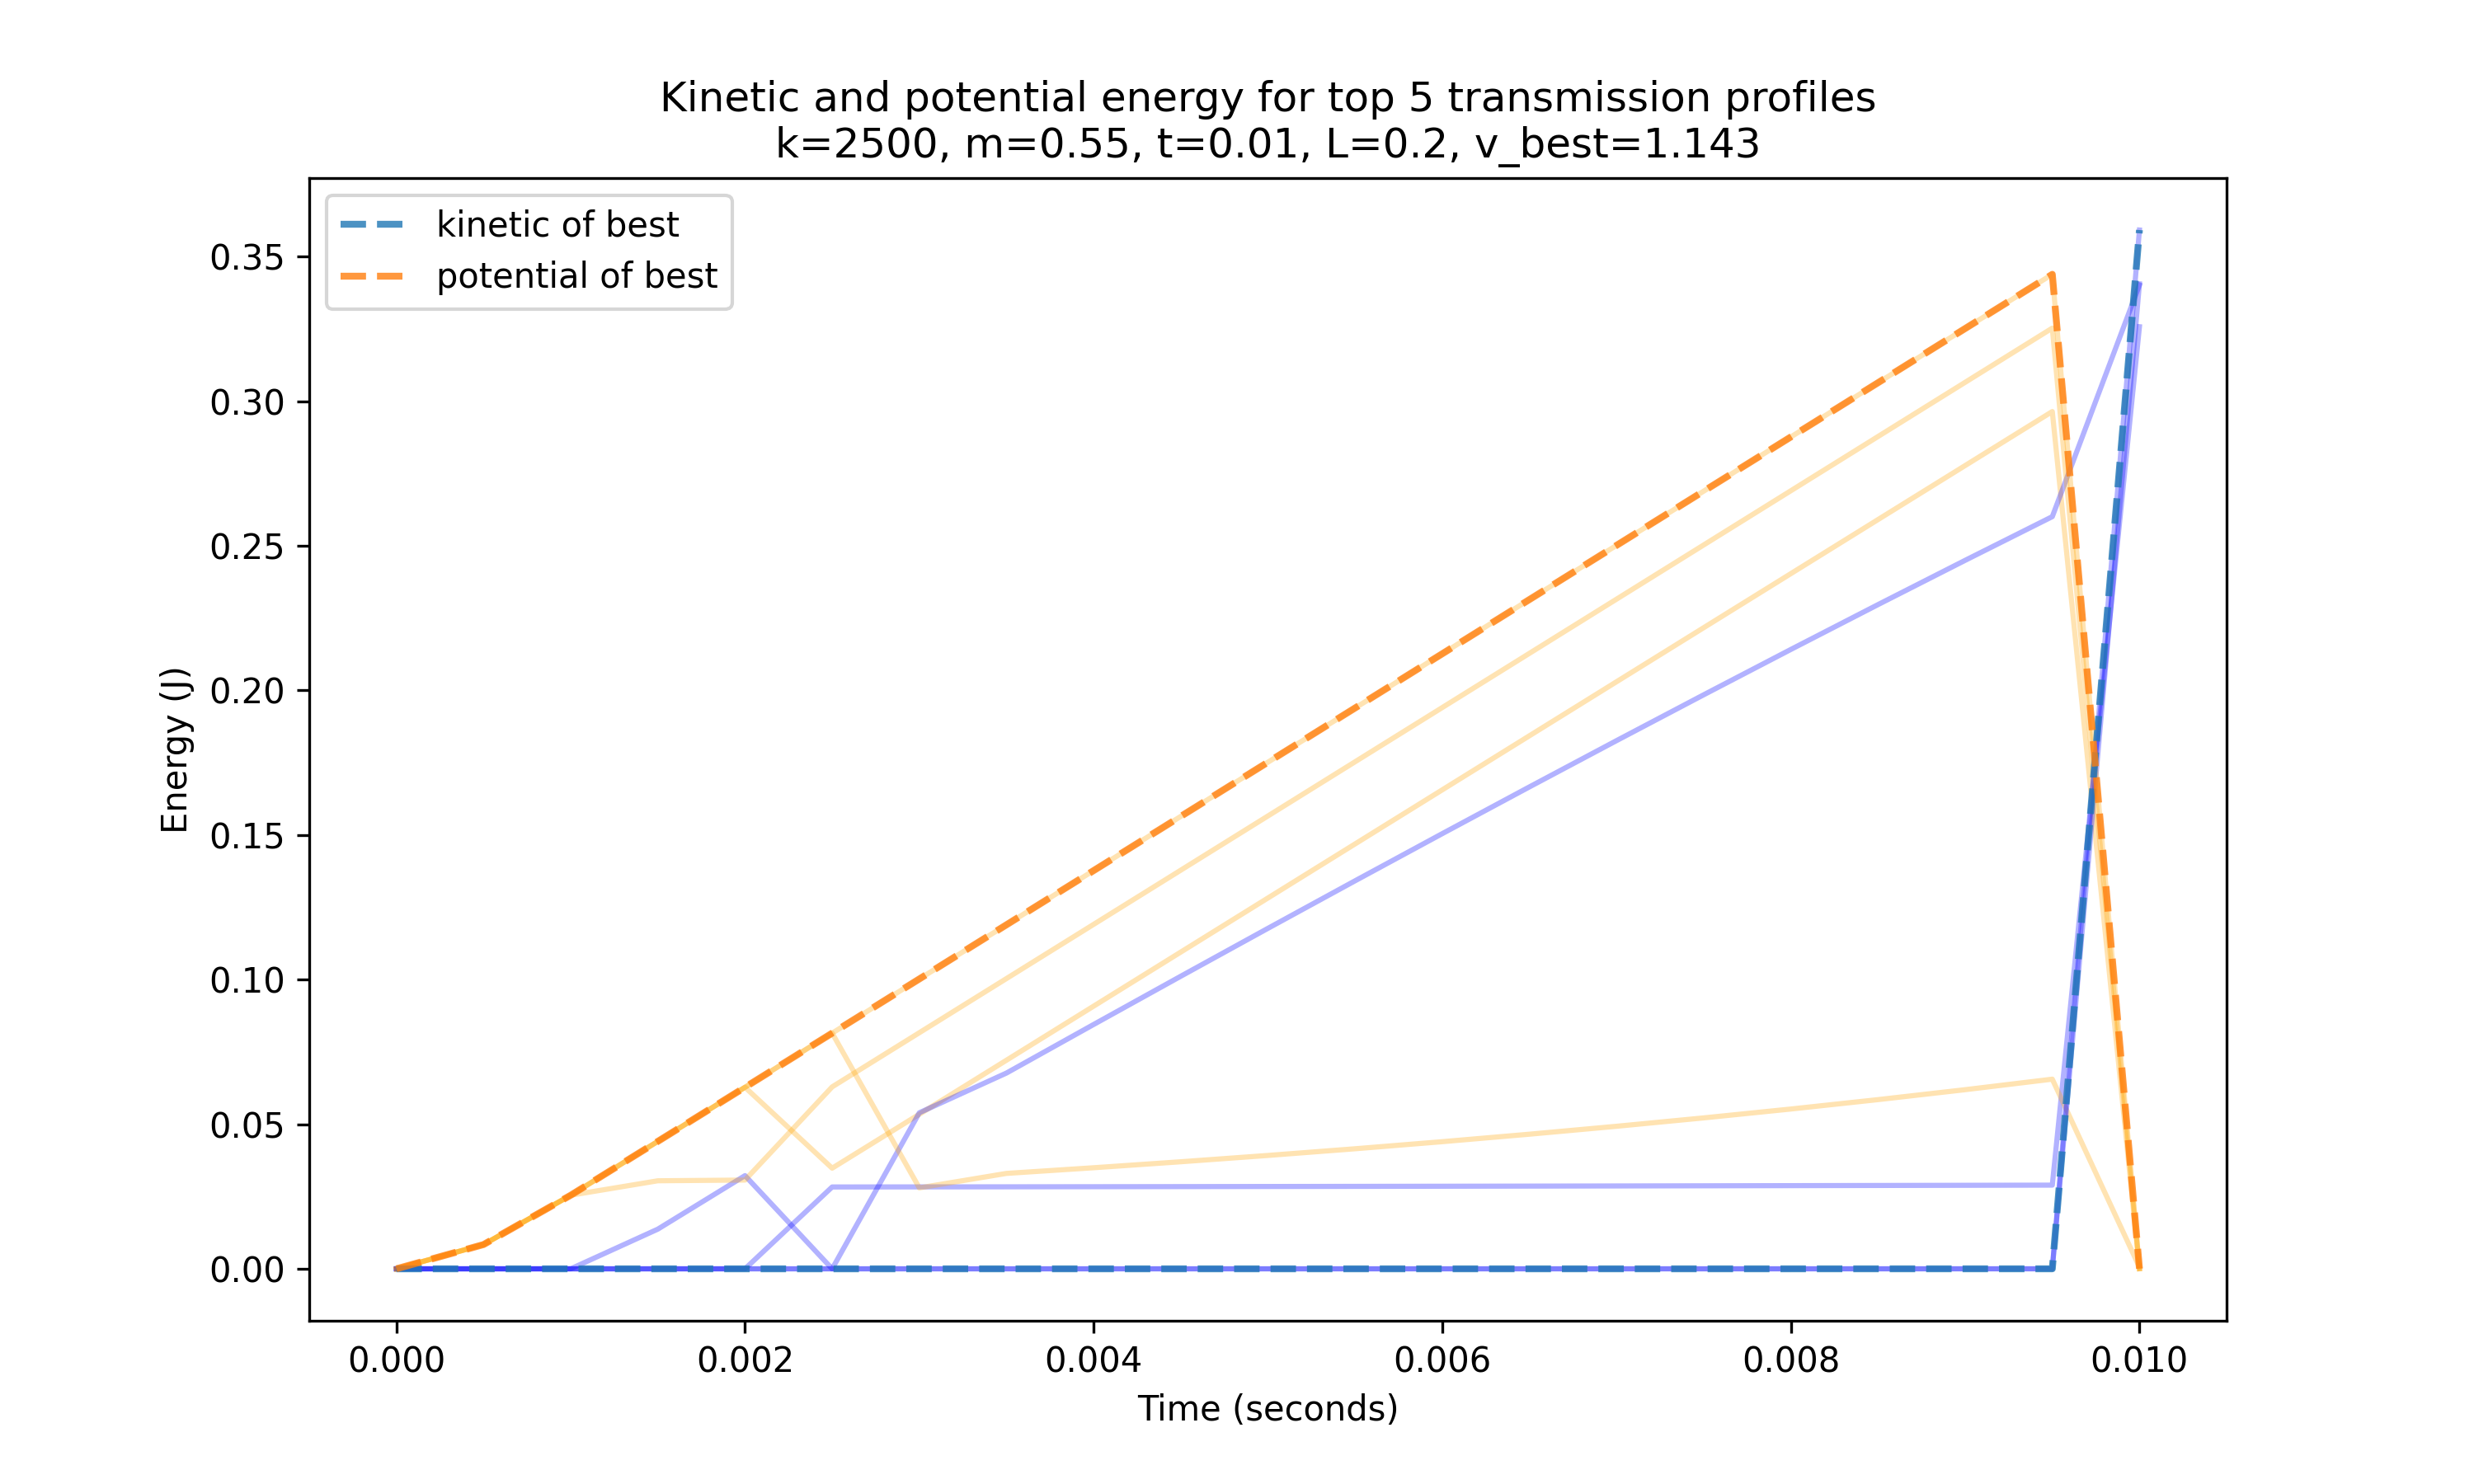 Kinetic and potential energy for top 5 transmission profiles
k=2500, m=0.55, t=0.01, L=0.2, v_best=1.143
kinetic of best
potential of best
0.35
0.30
0.25
0.20
0.15
0.10
0.05
0.00
Energy (J)
0.000 0.002 0.004 0.006 0.008 0.010
Time (seconds)